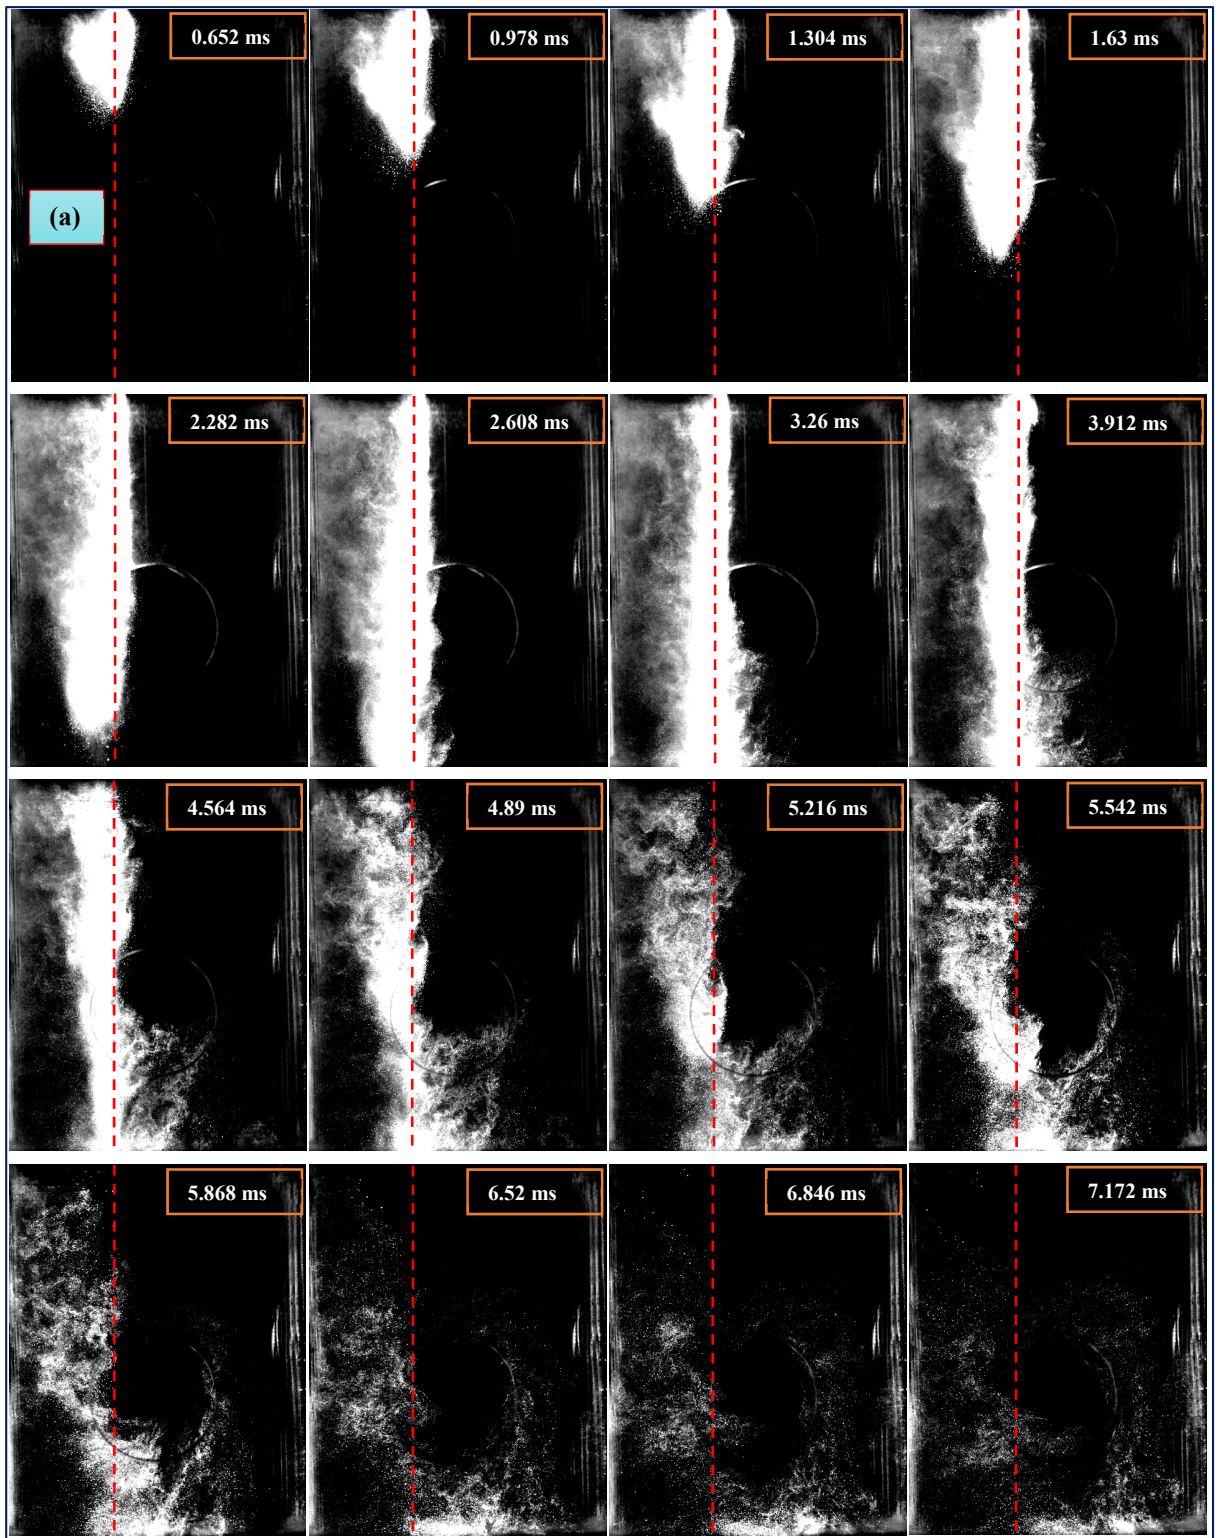 0.652 ms
0.978 ms
1.304 ms
1.63 ms
(a)
2.282 ms
2.608 ms
3.26 ms
3.912 ms
4.564 ms
4.89 ms
5.216 ms
5.542 ms
5.868 ms
6.52 ms
6.846 ms
7.172 ms